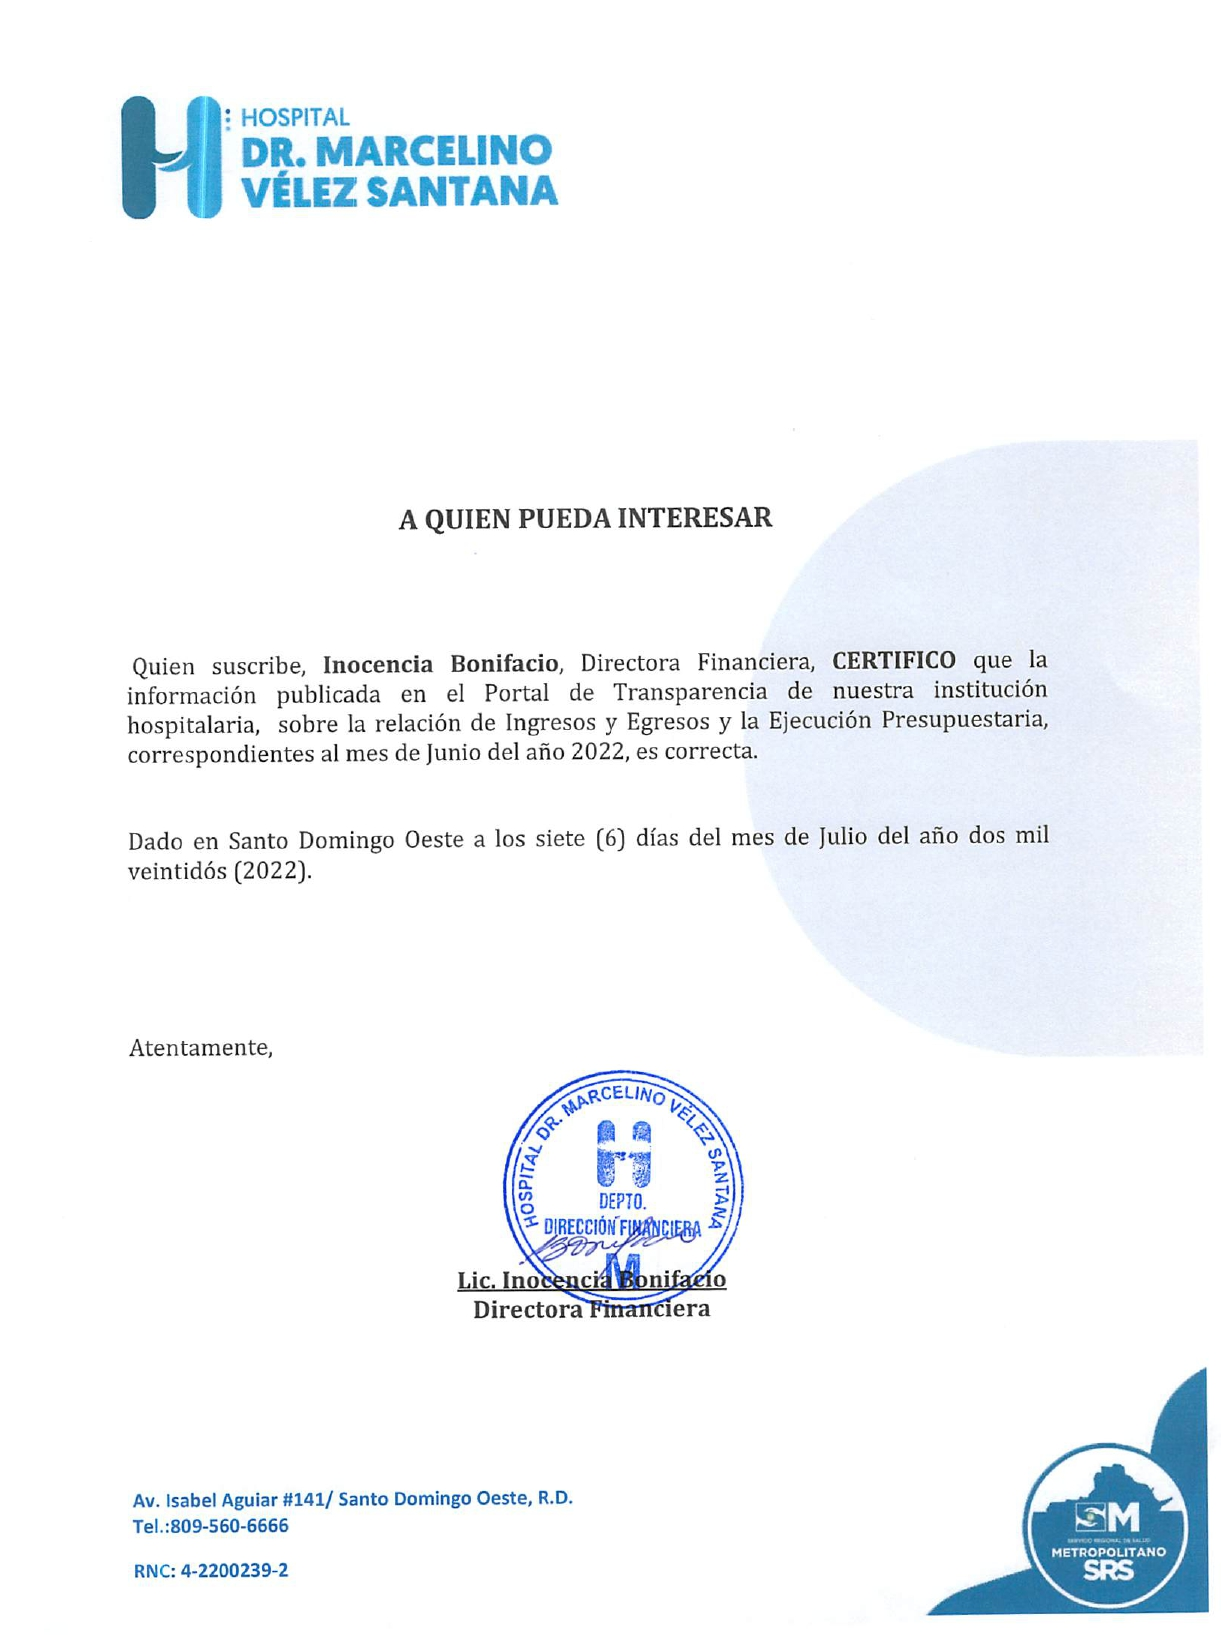 HOSPITAL
DR. MARCELINO
VÉLEZ SANTANA
A QUIEN PUEDA INTERESAR
Quien suscribe, Inocencia Bonifacio, Directora Financiera, CERTIFICO que la
información publicada en el Portal de Transparencia de nuestra institución
hospitalaria, sobre la relación de Ingresos y Egresos y la Ejecución Presupuestaria,
correspondientes al mes de Junio del año 2022, es correcta.
Dado en Santo Domingo Oeste a los siete (6) días del mes de Julio del año dos mil
veintidós (2022).
Atentamente,
HOSPITAL DR. MARCELINO VÉLEZ SANTANA
DEPTO.
DIRECCIÓN FINANCIERA
Bonifacio
M
Lic. Inocencia Bonifacio
Directora Financiera
Av. Isabel Aguiar #141/ Santo Domingo Oeste, R.D.
Tel.:809-560-6666
RNC: 4-2200239-2
SM
SERVICIO REGIONAL DE SALUD
METROPOLITANO
SRS